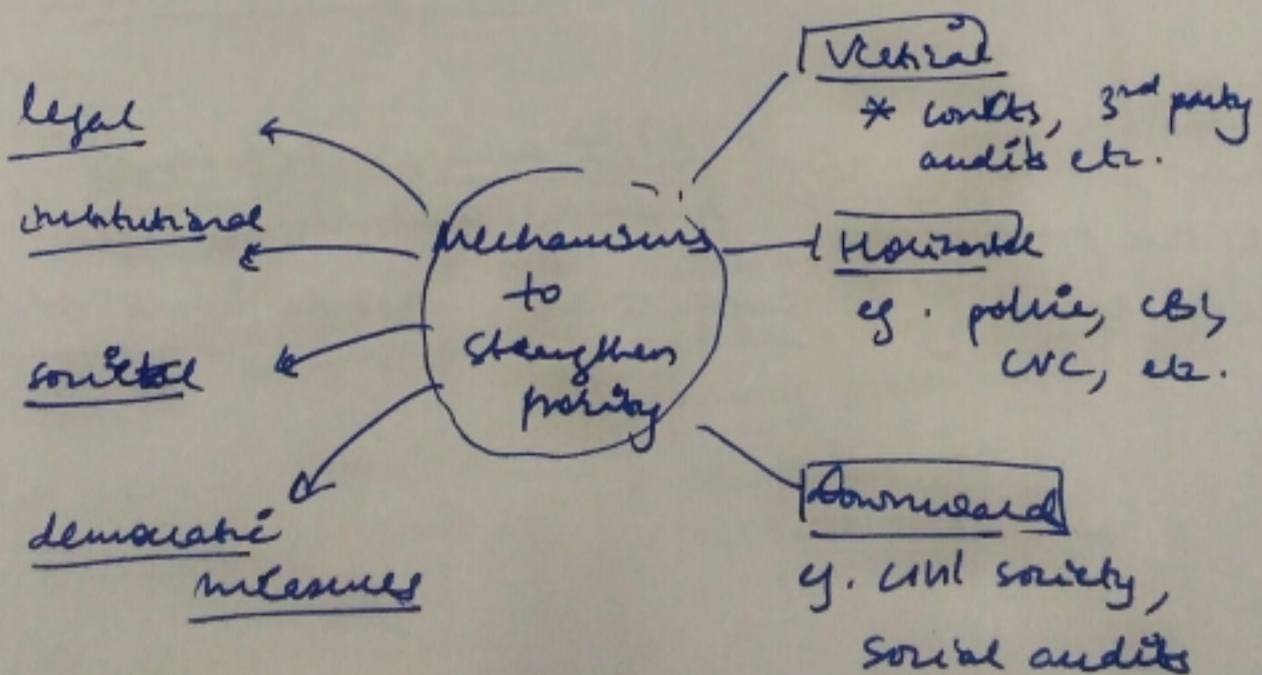 legal
institutional
societal
democratic
measures
Mechanisms
to
strengthen
probity
Vertical
* courts, 3rd party
audits etc.
Horizontal
eg. police, CBI,
CVC, etc.
Downward
eg. civil society,
social audits